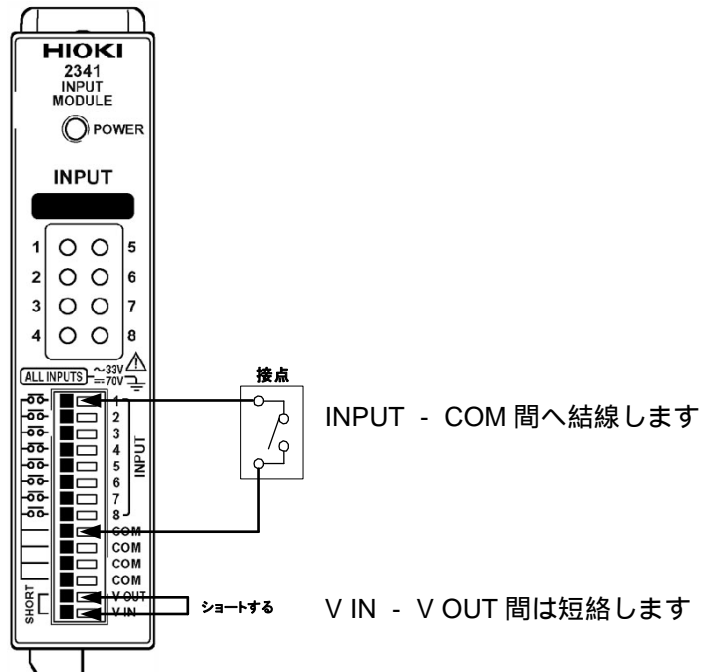 HIOKI
2341
INPUT
MODULE
POWER
INPUT
1 5
2 6
3 7
4 8
ALL INPUTS ~33V
⎓70V
接点
1
2
3
4
5
6
7
8
INPUT
INPUT - COM 間へ結線します
COM
COM
COM
COM
V OUT
V IN
SHORT
ショートする
V IN - V OUT 間は短絡します